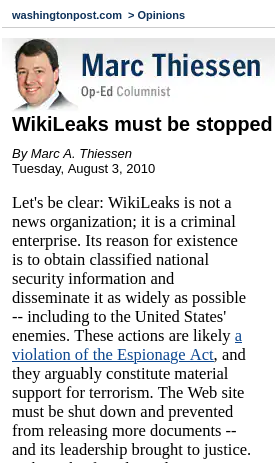 washingtonpost.com > Opinions
Marc Thiessen
Op-Ed Columnist
WikiLeaks must be stopped
By Marc A. Thiessen
Tuesday, August 3, 2010
Let's be clear: WikiLeaks is not a
news organization; it is a criminal
enterprise. Its reason for existence
is to obtain classified national
security information and
disseminate it as widely as possible
-- including to the United States'
enemies. These actions are likely a
violation of the Espionage Act, and
they arguably constitute material
support for terrorism. The Web site
must be shut down and prevented
from releasing more documents --
and its leadership brought to justice.